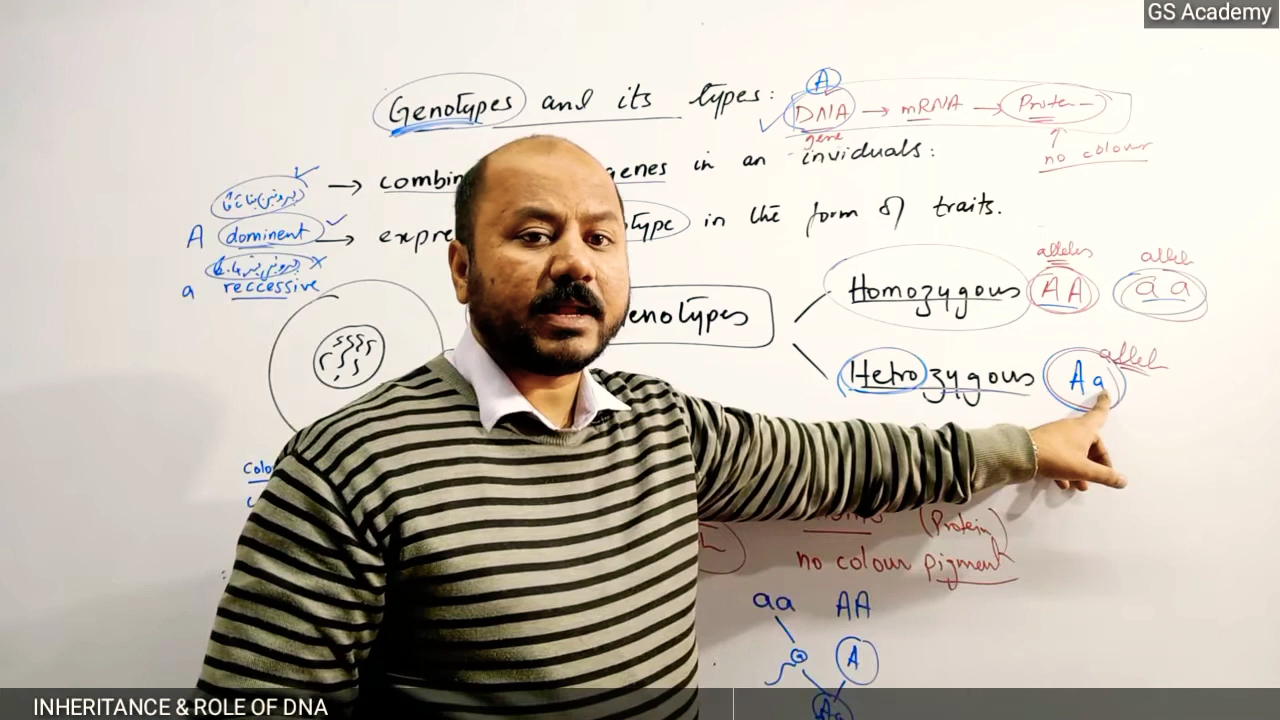 GS Academy
Genotypes and its types:
A
DNA → mRNA → Protein
gene
no colour
→ combin genes in an inviduals:
A dominent → expre type in the form of traits.
a reccessive
alleles allel
Homozygous AA aa
enotypes
Hetrozygous Aa allel
Colo
(Protein)
no colour pigment
aa AA
a A
Aa
INHERITANCE & ROLE OF DNA